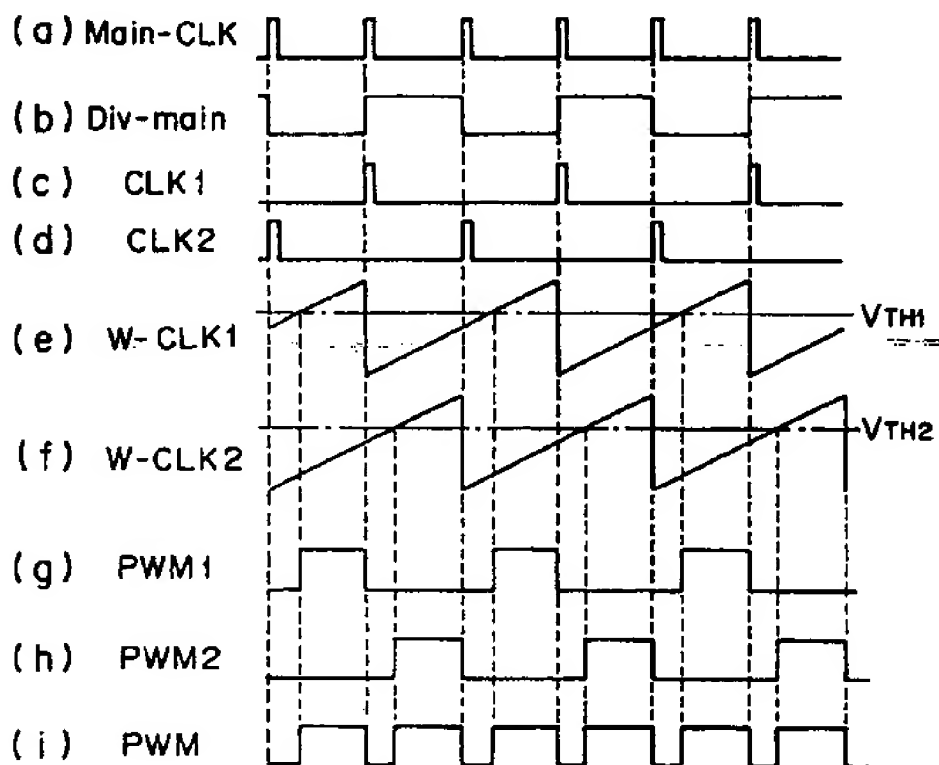 (a) Main-CLK
(b) Div-main
(c) CLK1
(d) CLK2
(e) W-CLK1
VTH1
(f) W-CLK2
VTH2
(g) PWM1
(h) PWM2
(i) PWM